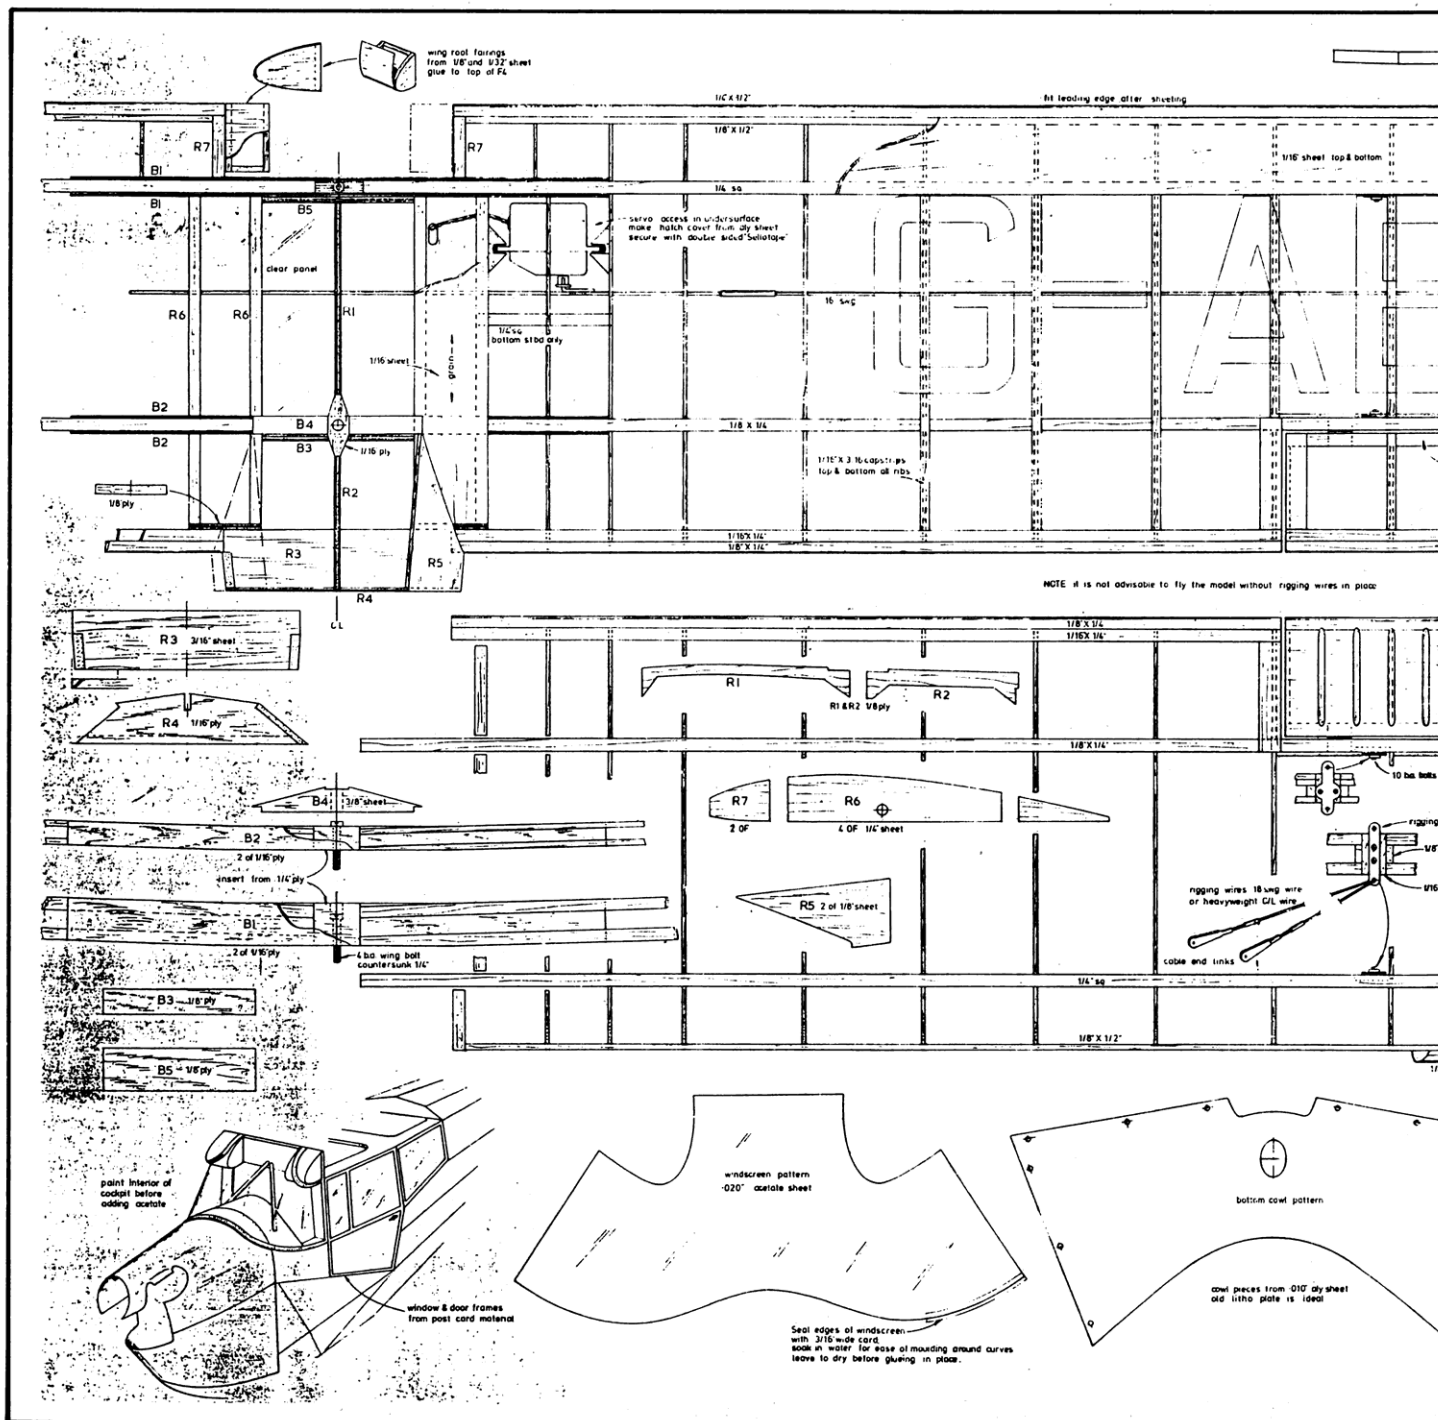 wing root fairings
from 1/8" and 1/32" sheet
glue to top of F4
1/4" X 1/2"
fit leading edge after sheeting
1/8" X 1/2"
R7
R7
1/16" sheet top & bottom
B1
1/4 sq
B1
B5
servo access in undersurface
make hatch cover from ply sheet
secure with double sided "Sellotape"
clear panel
G-AL
R6
R6
R1
16 swg
1/4 sq
bottom stbd only
1/16 sheet
grain
B2
B4
1/8 X 1/4
B2
B3
1/16 ply
1/16" X 3/16 capstrips
top & bottom all ribs
R2
1/8 ply
1/16" X 1/4"
R3
R5
1/8" X 1/4"
R4
NOTE it is not advisable to fly the model without rigging wires in place
CL
1/8" X 1/4
R3 3/16" sheet
1/16 X 1/4"
R1
R2
R1 & R2 1/8 ply
R4 1/16" ply
1/8" X 1/4"
10 b.a. bolts
B4 3/8" sheet
R7
R6
2 OF
4 OF 1/4" sheet
rigging
B2
2 of 1/16" ply
1/8"
insert from 1/4" ply
1/16
rigging wires 18 swg wire
or heavyweight C/L wire
R5 2 of 1/8" sheet
B1
2 of 1/16" ply
4 b.a. wing bolt
countersunk 1/4"
cable end links
1/4" sq
B3 - 1/8" ply
1/8" X 1/2"
B5 - 1/8 ply
paint interior of
cockpit before
adding acetate
windscreen pattern
.020" acetate sheet
bottom cowl pattern
window & door frames
from post card material
cowl pieces from .010" aly sheet
old litho plate is ideal
Seal edges of windscreen
with 3/16" wide card.
soak in water for ease of moulding around curves
leave to dry before glueing in place.